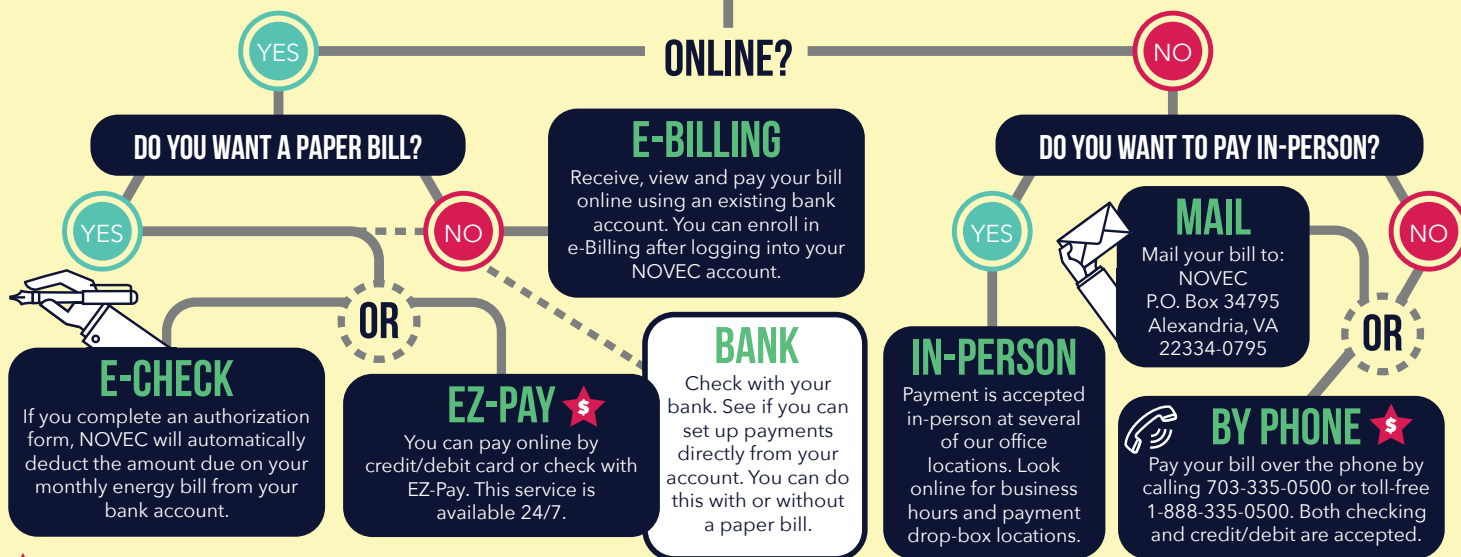 ONLINE?
YES
NO
DO YOU WANT A PAPER BILL?
YES
NO
E-BILLING
Receive, view and pay your bill
online using an existing bank
account. You can enroll in
e-Billing after logging into your
NOVEC account.
OR
E-CHECK
If you complete an authorization
form, NOVEC will automatically
deduct the amount due on your
monthly energy bill from your
bank account.
EZ-PAY $
You can pay online by
credit/debit card or check with
EZ-Pay. This service is
available 24/7.
BANK
Check with your
bank. See if you can
set up payments
directly from your
account. You can do
this with or without
a paper bill.
DO YOU WANT TO PAY IN-PERSON?
YES
NO
IN-PERSON
Payment is accepted
in-person at several
of our office
locations. Look
online for business
hours and payment
drop-box locations.
MAIL
Mail your bill to:
NOVEC
P.O. Box 34795
Alexandria, VA
22334-0795
OR
BY PHONE $
Pay your bill over the phone by
calling 703-335-0500 or toll-free
1-888-335-0500. Both checking
and credit/debit are accepted.